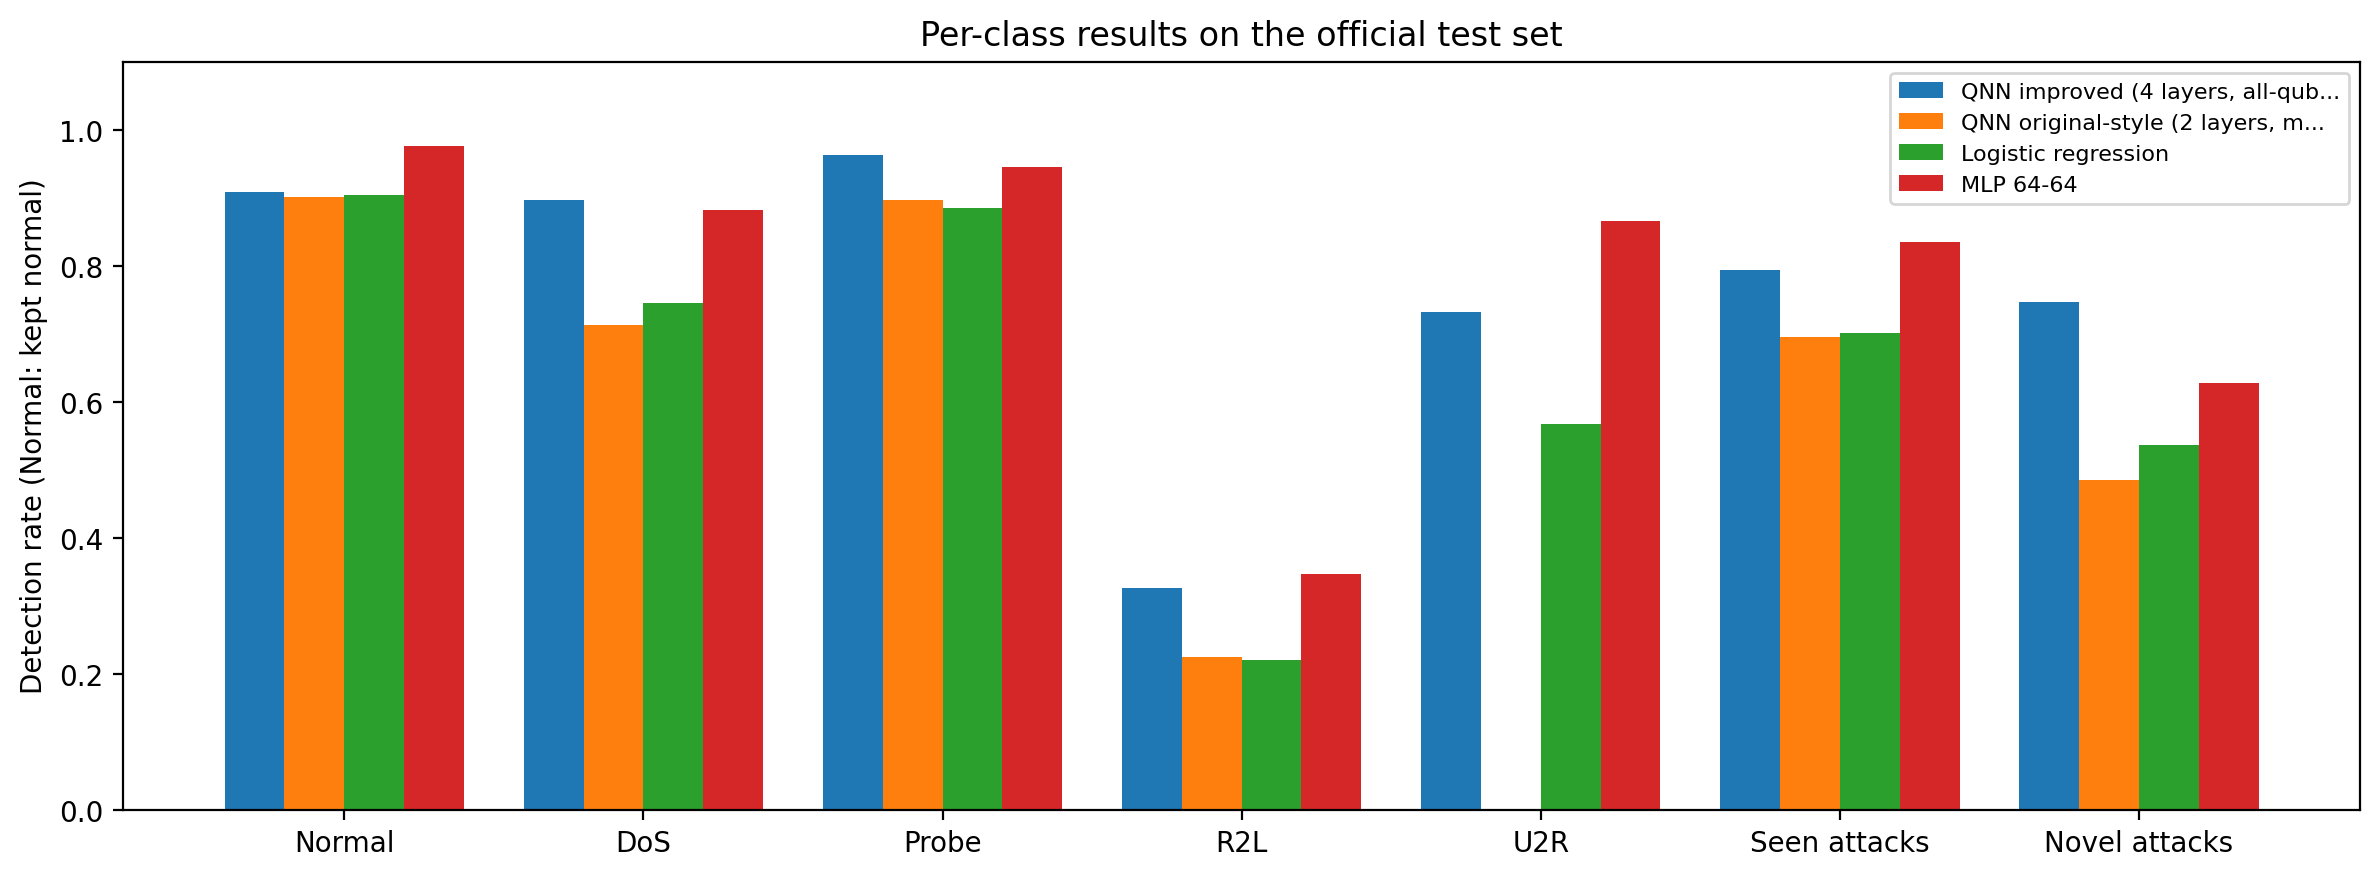 Per-class results on the official test set
Detection rate (Normal: kept normal)
1.0
0.8
0.6
0.4
0.2
0.0
QNN improved (4 layers, all-qub...
QNN original-style (2 layers, m...
Logistic regression
MLP 64-64
Normal
DoS
Probe
R2L
U2R
Seen attacks
Novel attacks